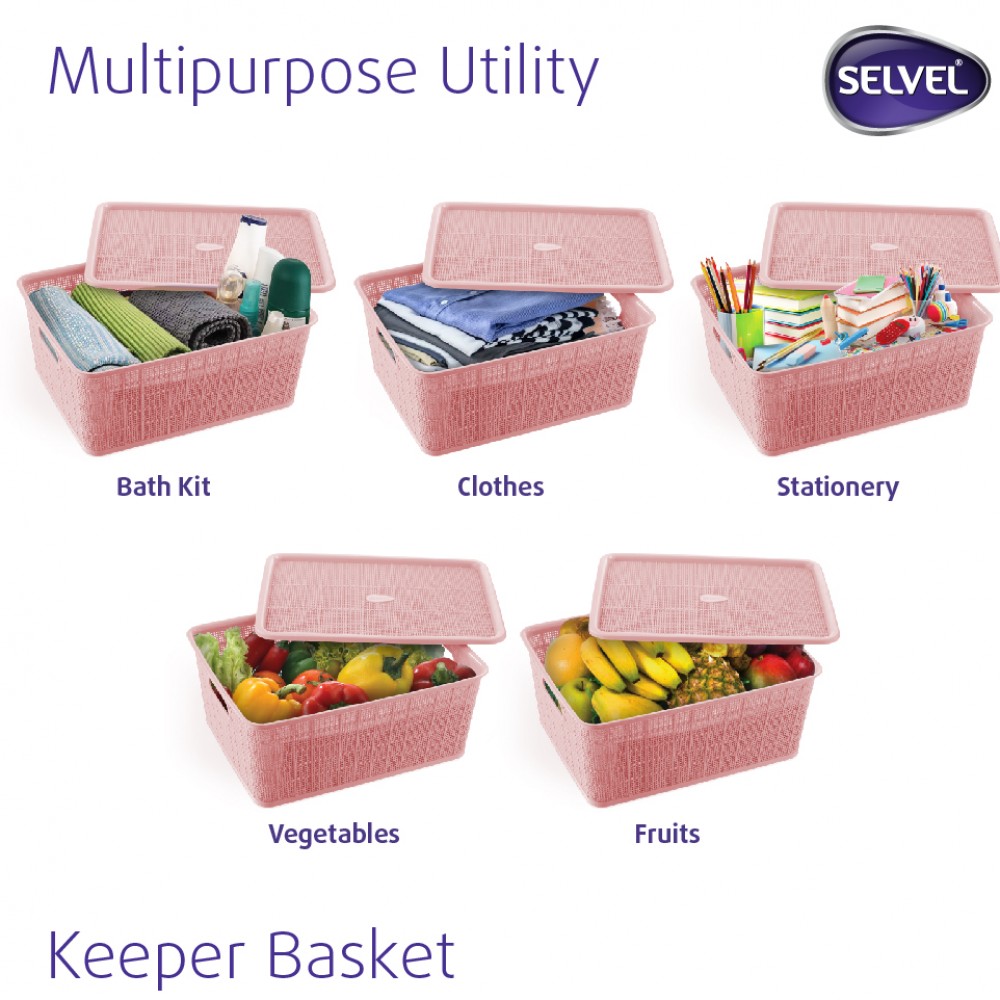 Multipurpose Utility
SELVEL®
Bath Kit
Clothes
Stationery
Vegetables
Fruits
Keeper Basket